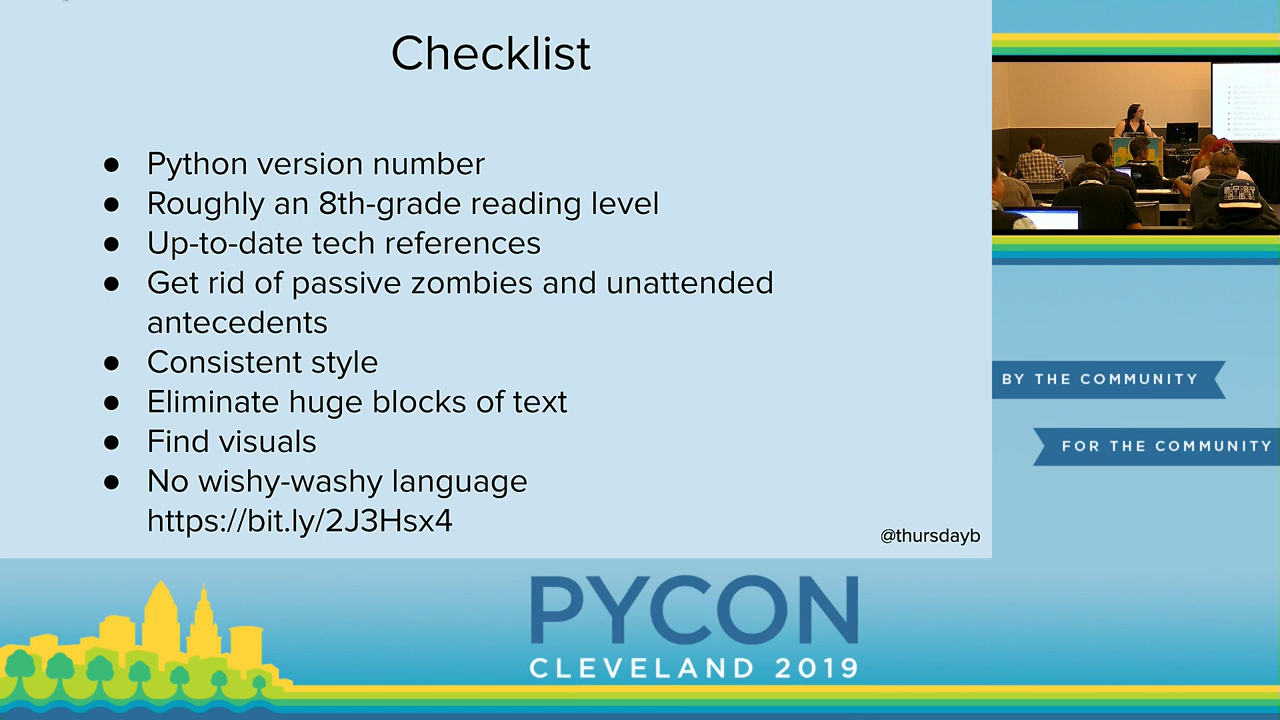 Checklist
● Python version number
● Roughly an 8th-grade reading level
● Up-to-date tech references
● Get rid of passive zombies and unattended
antecedents
● Consistent style
● Eliminate huge blocks of text
● Find visuals
● No wishy-washy language
https://bit.ly/2J3Hsx4
@thursdayb
BY THE COMMUNITY
FOR THE COMMUNITY
PYCON
CLEVELAND 2019